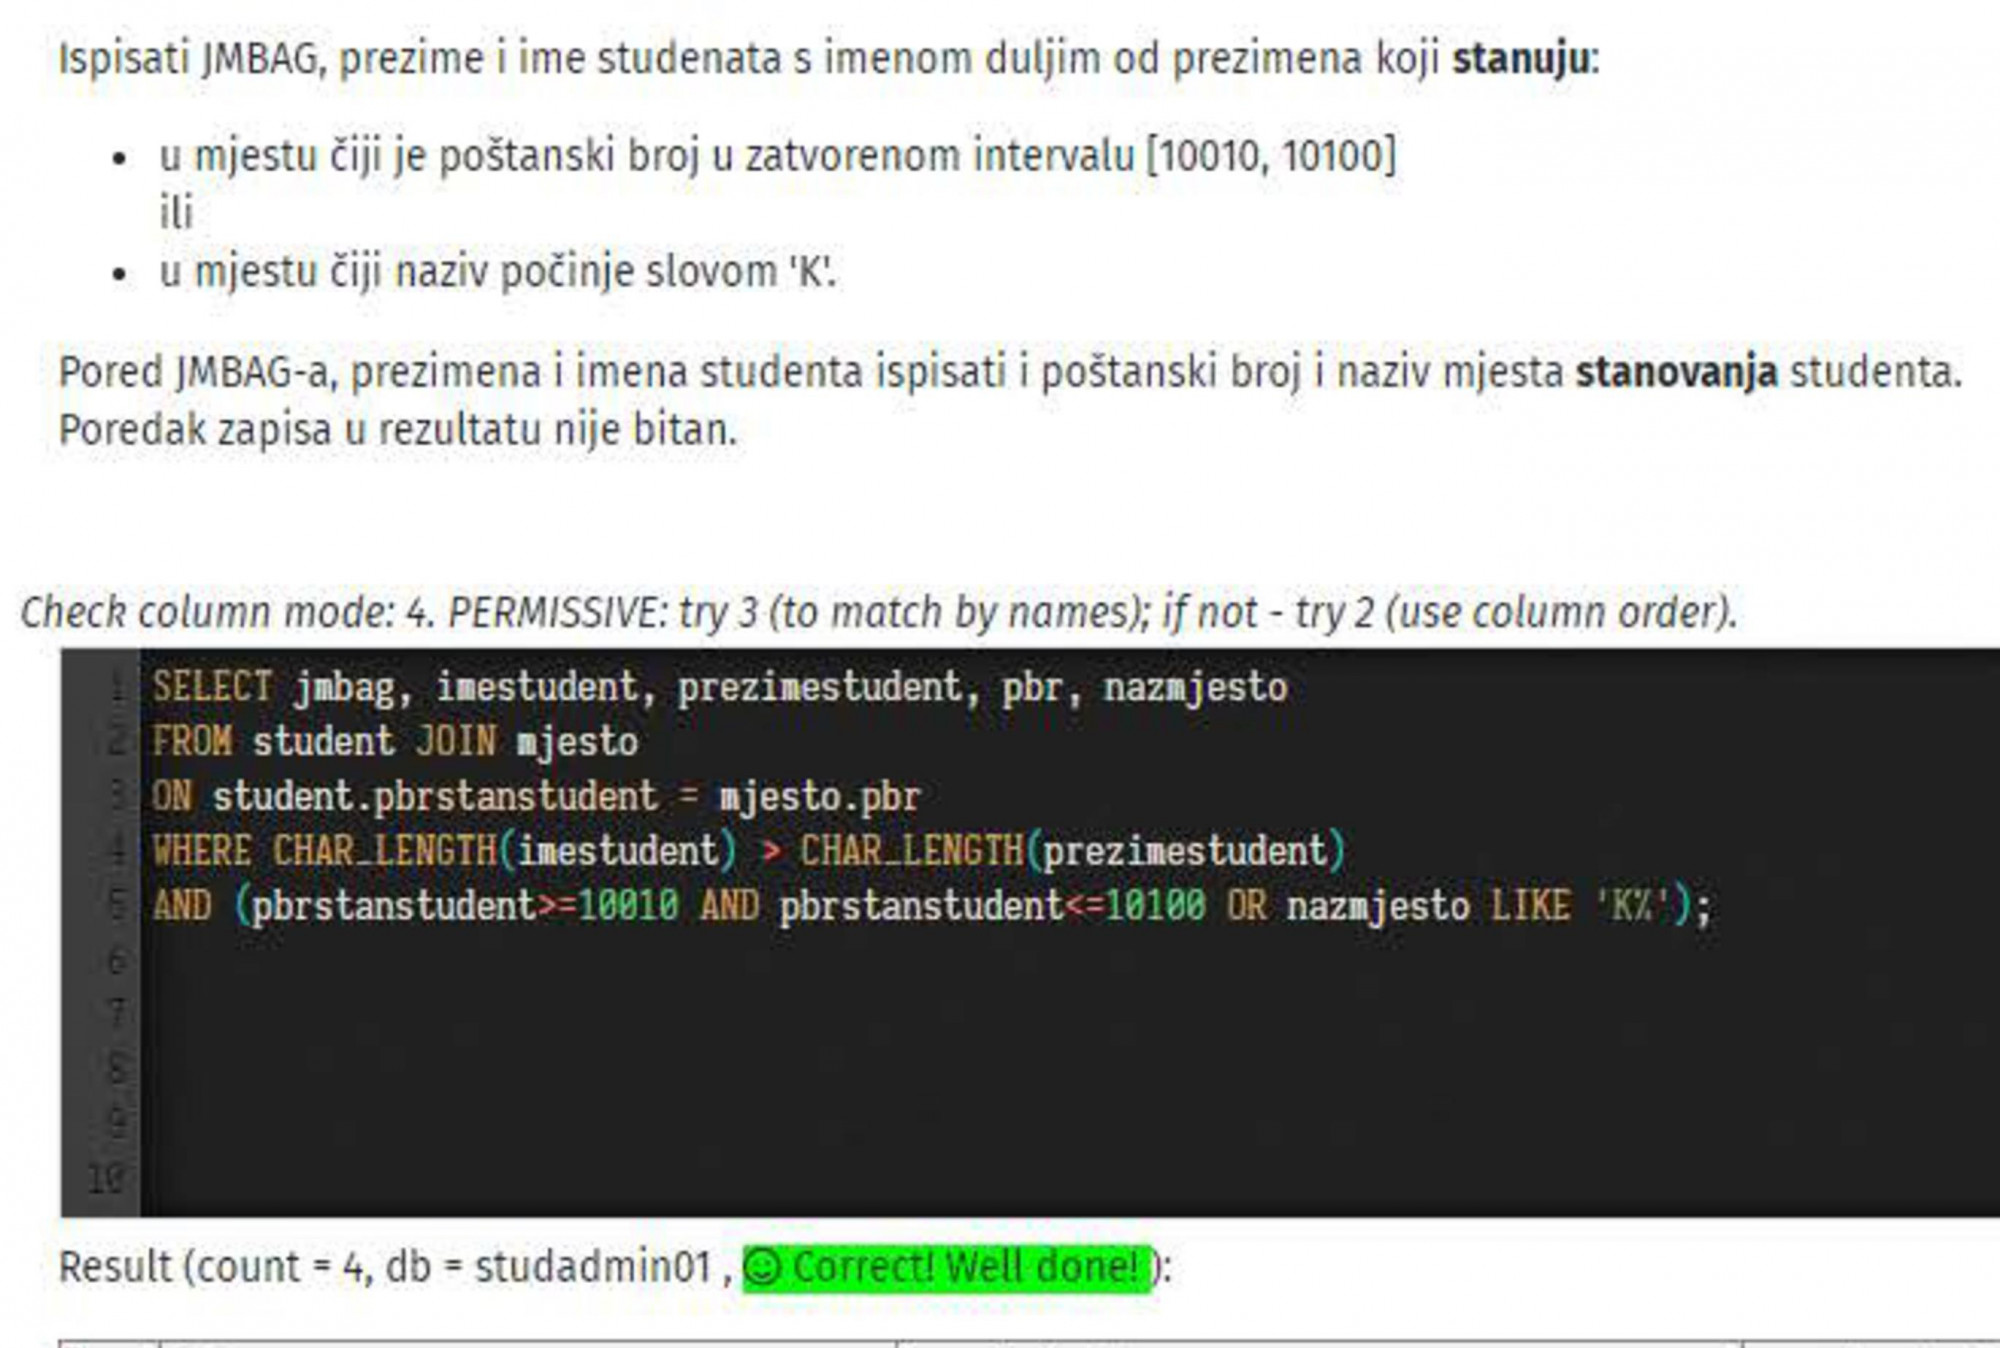 Ispisati JMBAG, prezime i ime studenata s imenom duljim od prezimena koji stanuju:
• u mjestu čiji je poštanski broj u zatvorenom intervalu [10010, 10100]
ili
• u mjestu čiji naziv počinje slovom 'K'.
Pored JMBAG-a, prezimena i imena studenta ispisati i poštanski broj i naziv mjesta stanovanja studenta.
Poredak zapisa u rezultatu nije bitan.
Check column mode: 4. PERMISSIVE: try 3 (to match by names); if not - try 2 (use column order).
1 SELECT jmbag, imestudent, prezimestudent, pbr, nazmjesto
2 FROM student JOIN mjesto
3 ON student.pbrstanstudent = mjesto.pbr
4 WHERE CHAR_LENGTH(imestudent) > CHAR_LENGTH(prezimestudent)
5 AND (pbrstanstudent>=10010 AND pbrstanstudent<=10100 OR nazmjesto LIKE 'K%');
6
7
8
9
10
Result (count = 4, db = studadmin01 , ☺ Correct! Well done! ):